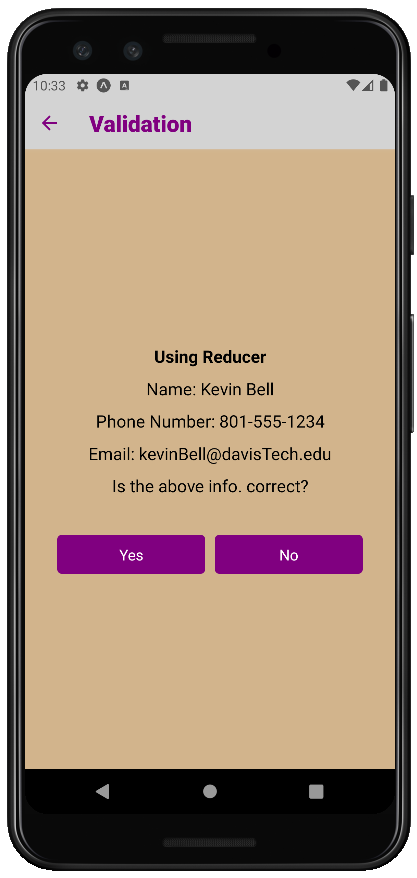 10:33
Validation
Using Reducer
Name: Kevin Bell
Phone Number: 801-555-1234
Email: kevinBell@davisTech.edu
Is the above info. correct?
Yes No